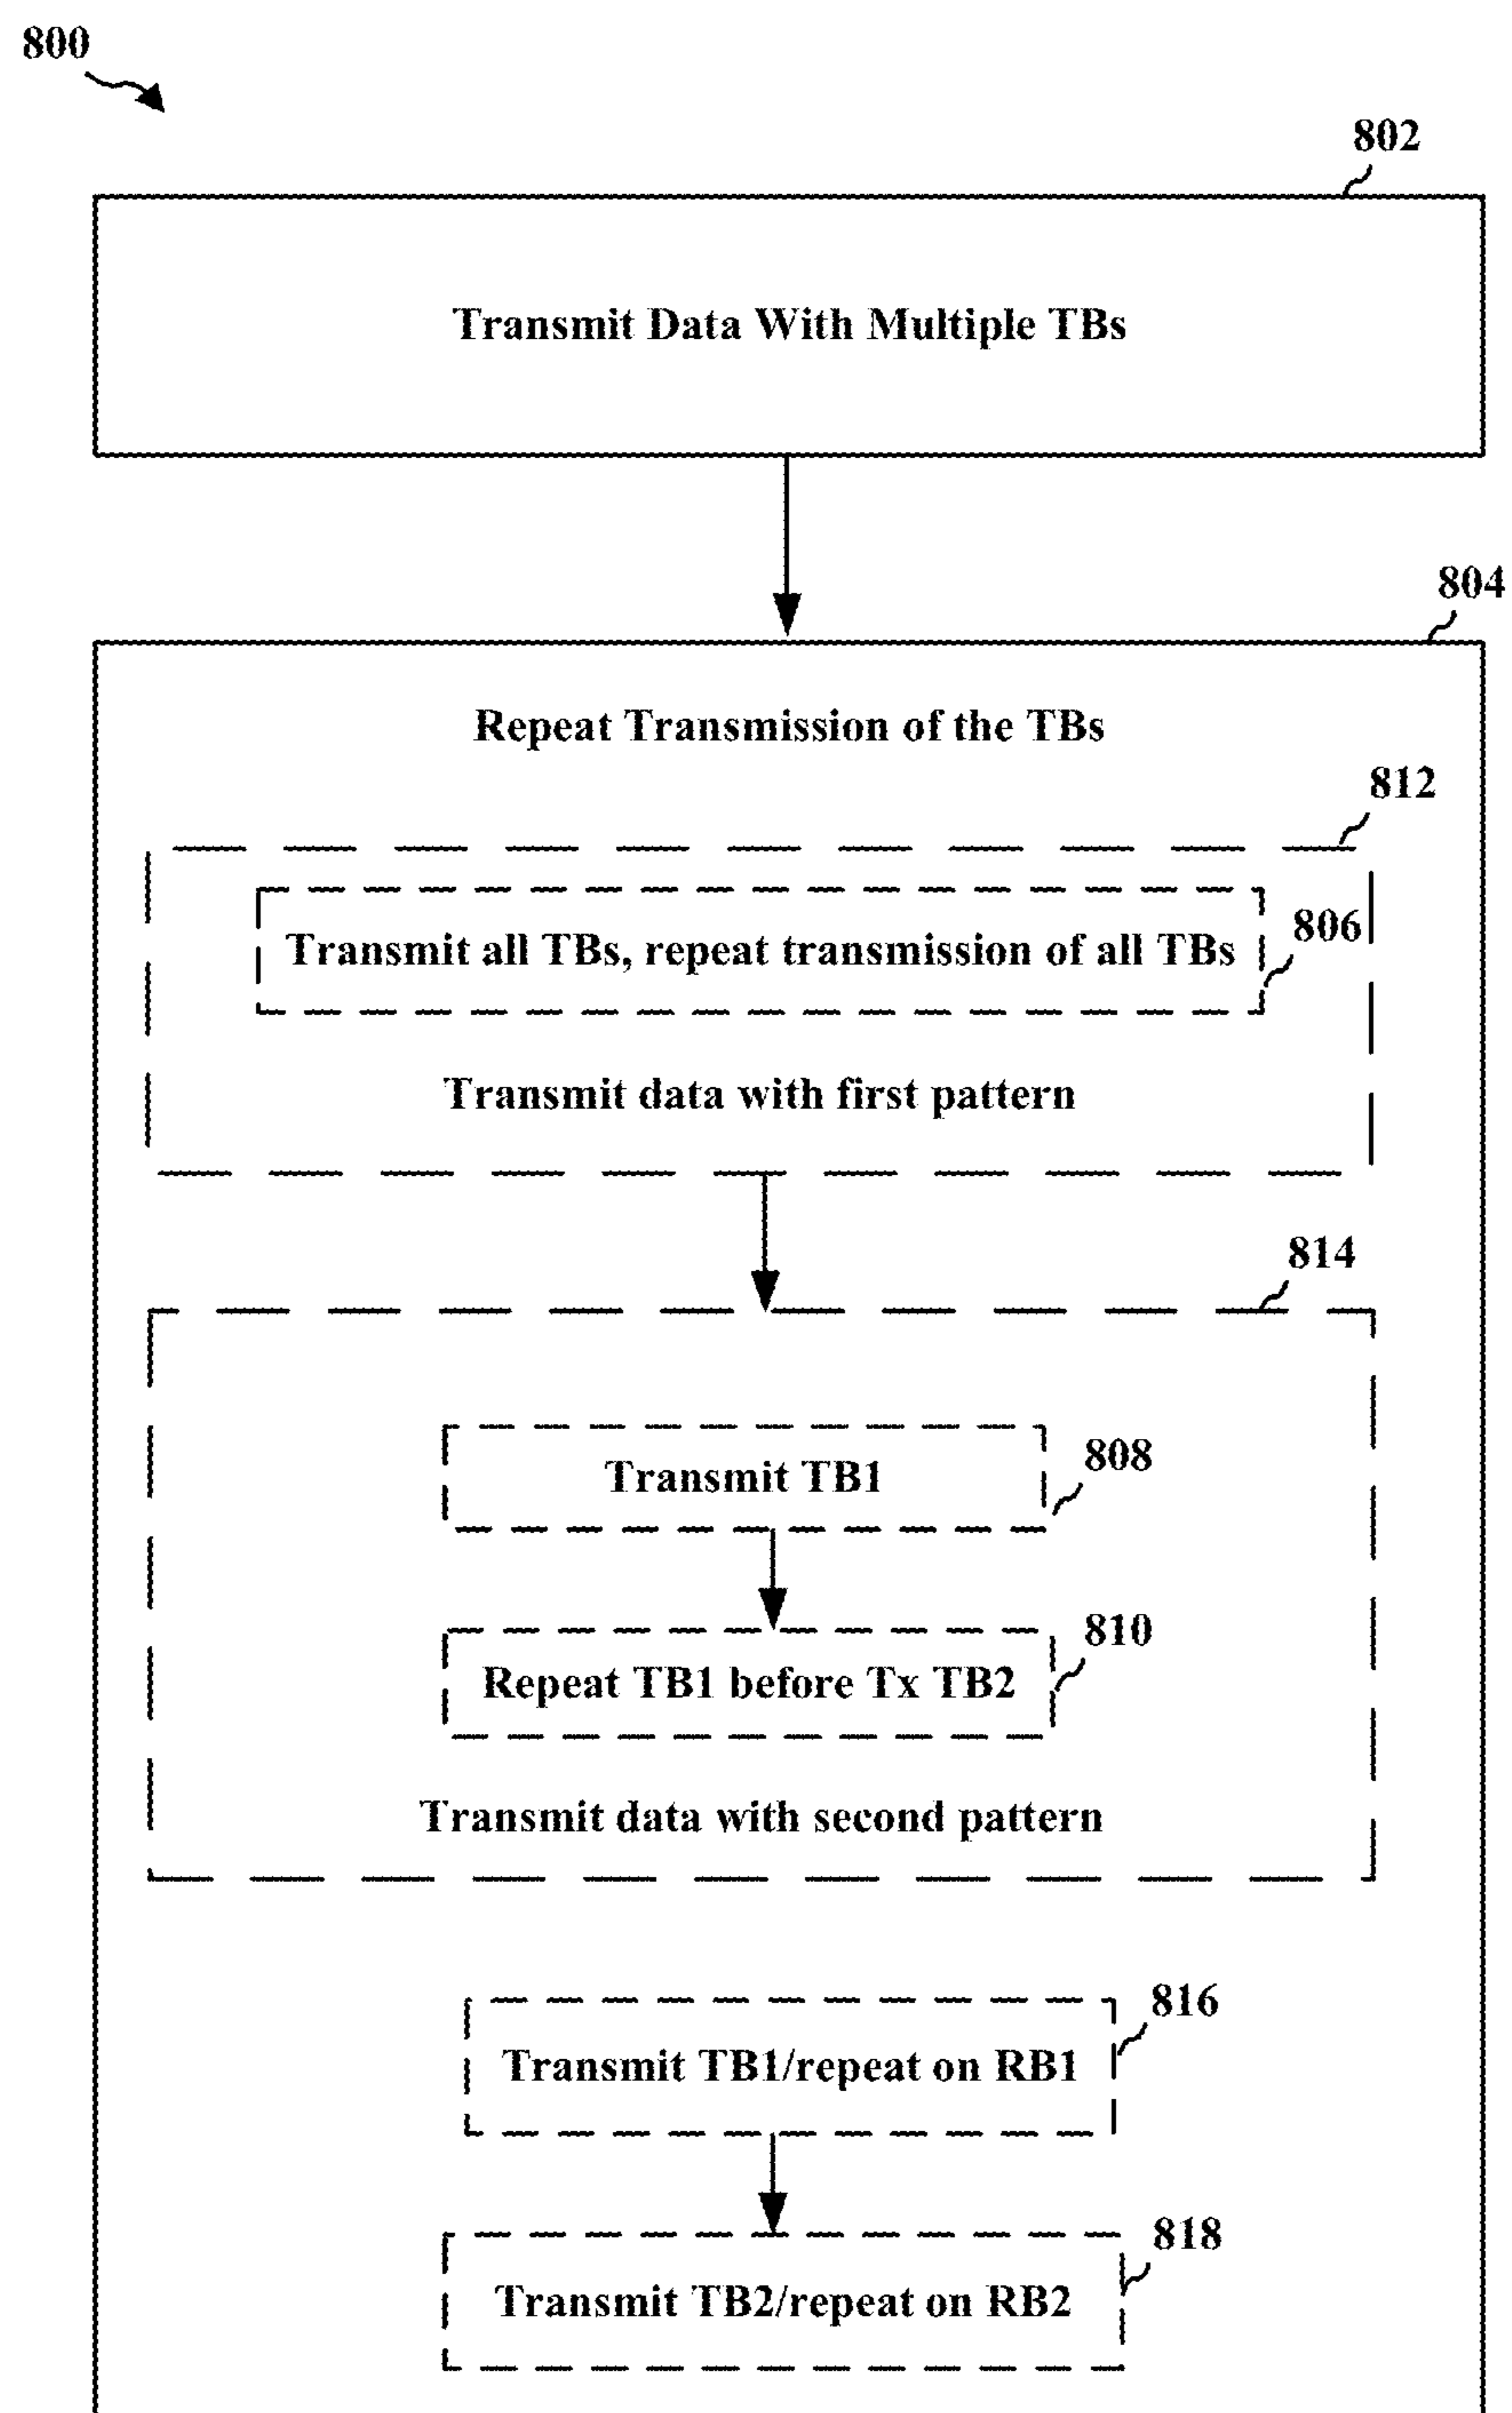 800
802
Transmit Data With Multiple TBs
804
Repeat Transmission of the TBs
812
806
Transmit all TBs, repeat transmission of all TBs
Transmit data with first pattern
814
808
Transmit TB1
810
Repeat TB1 before Tx TB2
Transmit data with second pattern
816
Transmit TB1/repeat on RB1
818
Transmit TB2/repeat on RB2